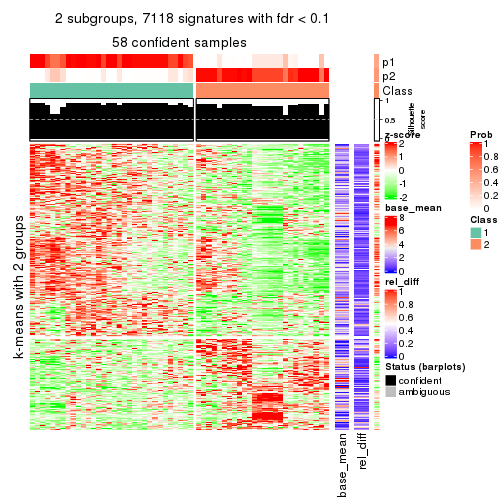 2 subgroups, 7118 signatures with fdr < 0.1
58 confident samples
p1
p2
Class
1
0.5
0
Silhouette
score
k-means with 2 groups
base_mean
rel_diff
z-score
2
1
0
-1
-2
base_mean
8
6
4
2
0
rel_diff
1
0.8
0.6
0.4
0.2
0
Status (barplots)
confident
ambiguous
Prob
1
0.8
0.6
0.4
0.2
0
Class
1
2